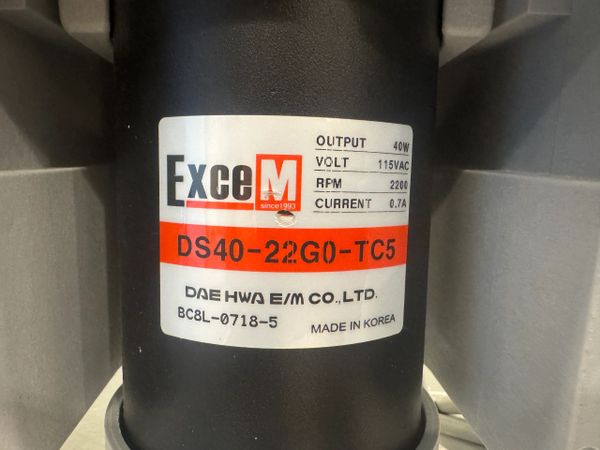 ExceM
since1993
OUTPUT 40W
VOLT 115VAC
RPM 2200
CURRENT 0.7A
DS40-22G0-TC5
DAE HWA E/M CO.,LTD.
BC8L-0718-5
MADE IN KOREA